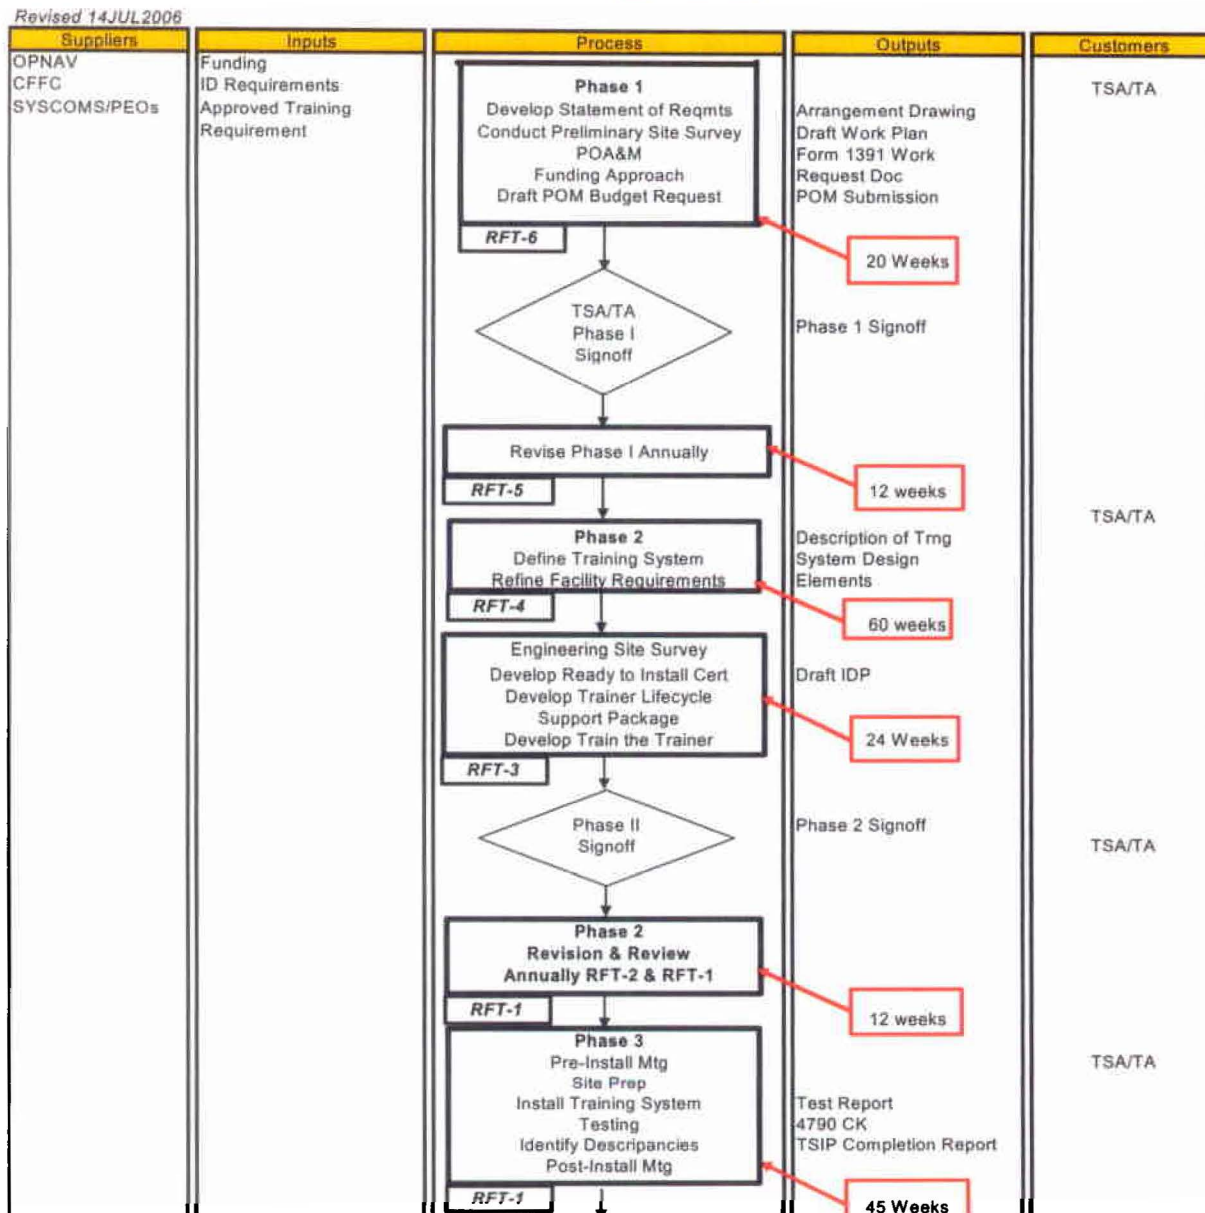 Revised 14JUL2006
Suppliers
Inputs
Process
Outputs
Customers
OPNAV
CFFC
SYSCOMS/PEOs
Funding
ID Requirements
Approved Training
Requirement
Phase 1
Develop Statement of Reqmts
Conduct Preliminary Site Survey
POA&M
Funding Approach
Draft POM Budget Request
RFT-6
Arrangement Drawing
Draft Work Plan
Form 1391 Work
Request Doc
POM Submission
TSA/TA
20 Weeks
TSA/TA
Phase I
Signoff
Phase 1 Signoff
Revise Phase I Annually
RFT-5
12 weeks
TSA/TA
Phase 2
Define Training System
Refine Facility Requirements
RFT-4
Description of Trng
System Design
Elements
60 weeks
Engineering Site Survey
Develop Ready to Install Cert
Develop Trainer Lifecycle
Support Package
Develop Train the Trainer
RFT-3
Draft IDP
24 Weeks
Phase II
Signoff
Phase 2 Signoff
TSA/TA
Phase 2
Revision & Review
Annually RFT-2 & RFT-1
RFT-1
12 weeks
Phase 3
Pre-Install Mtg
Site Prep
Install Training System
Testing
Identify Descripancies
Post-Install Mtg
RFT-1
TSA/TA
Test Report
4790 CK
TSIP Completion Report
45 Weeks